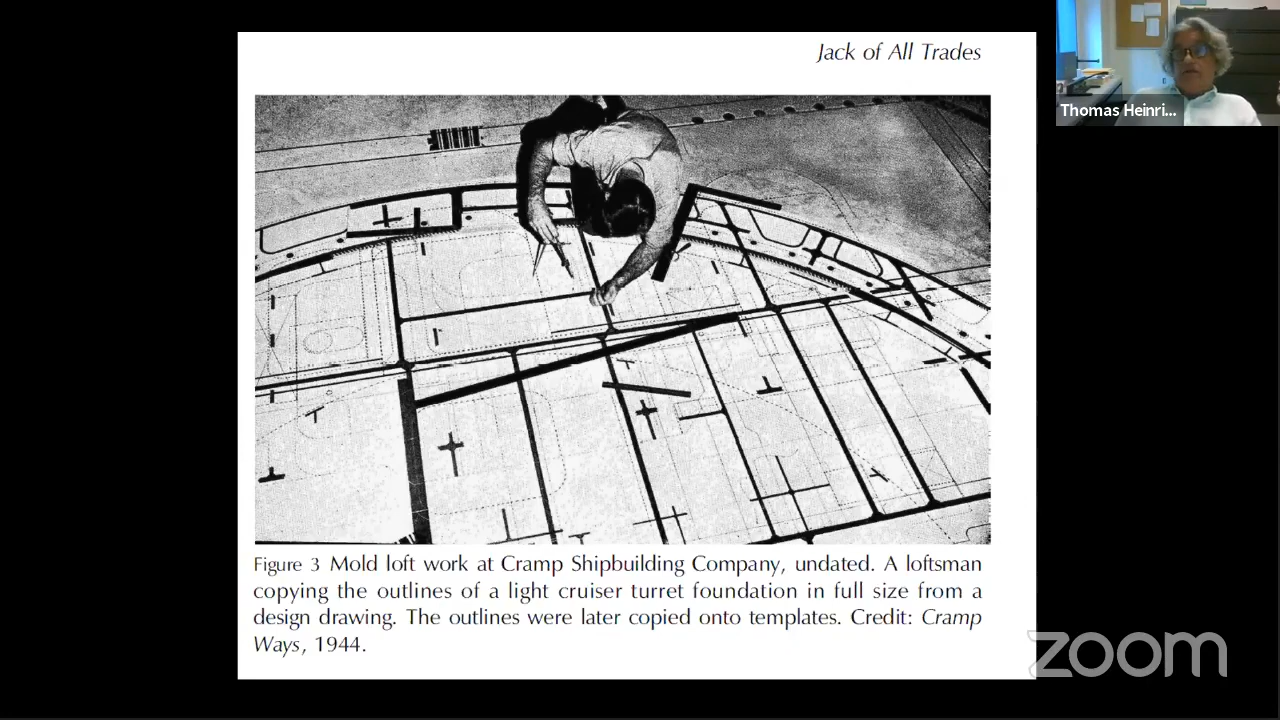 Jack of All Trades
Thomas Heinri...
Figure 3 Mold loft work at Cramp Shipbuilding Company, undated. A loftsman
copying the outlines of a light cruiser turret foundation in full size from a
design drawing. The outlines were later copied onto templates. Credit: Cramp
Ways, 1944.
zoom